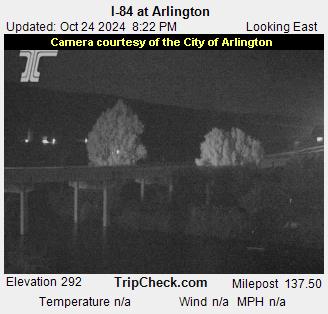 I-84 at Arlington
Updated: Oct 24 2024 8:22 PM Looking East
Camera courtesy of the City of Arlington
Elevation 292 TripCheck.com Milepost 137.50
Temperature n/a Wind n/a MPH n/a